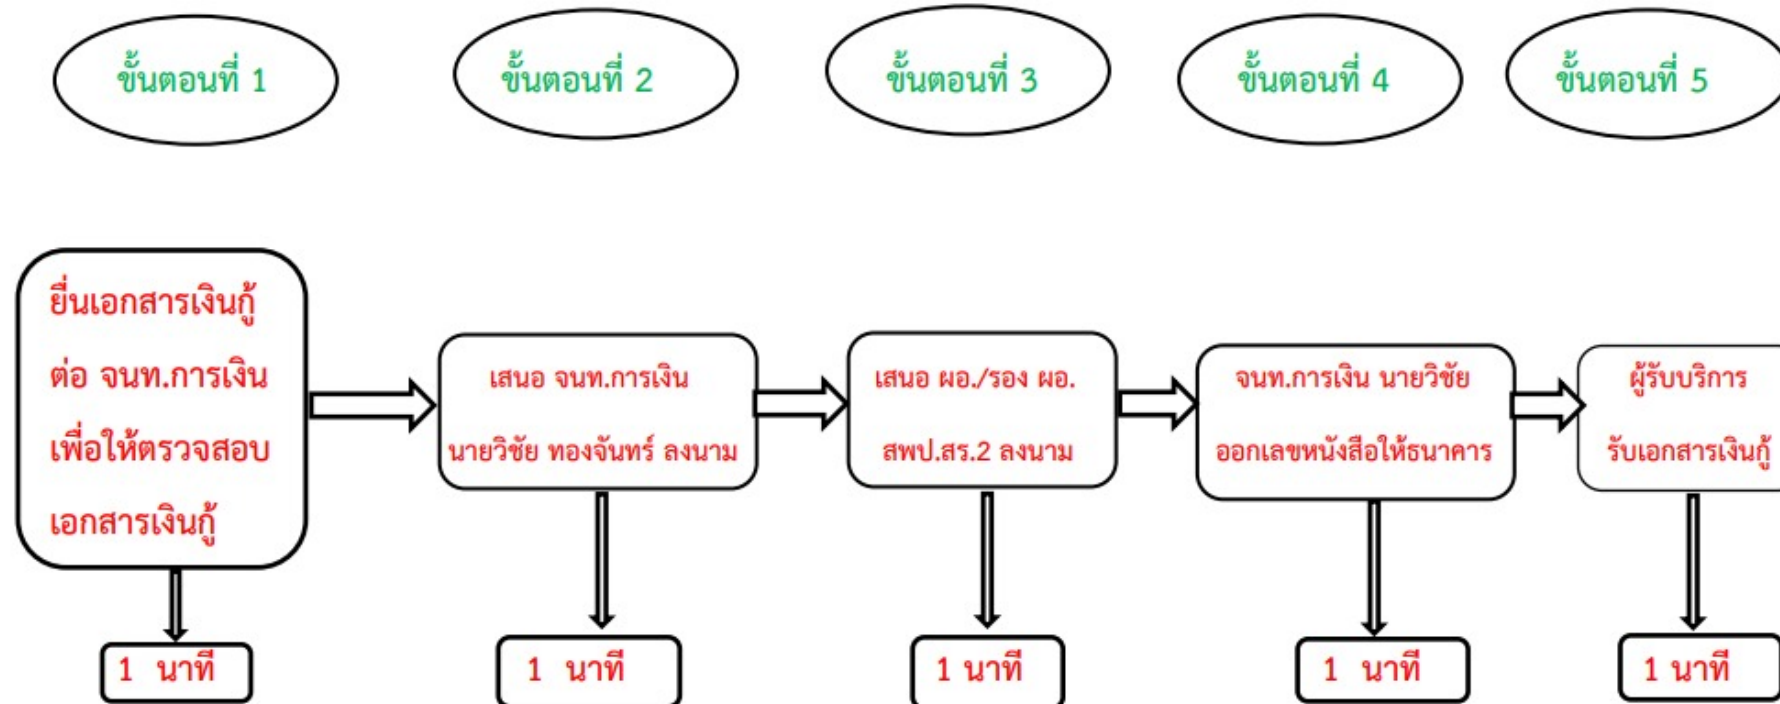 ขั้นตอนที่ 1
ขั้นตอนที่ 2
ขั้นตอนที่ 3
ขั้นตอนที่ 4
ขั้นตอนที่ 5
ยื่นเอกสารเงินกู้
ต่อ จนท.การเงิน
เพื่อให้ตรวจสอบ
เอกสารเงินกู้
เสนอ จนท.การเงิน
นายวิชัย ทองจันทร์ ลงนาม
เสนอ ผอ./รอง ผอ.
สพป.สร.2 ลงนาม
จนท.การเงิน นายวิชัย
ออกเลขหนังสือให้ธนาคาร
ผู้รับบริการ
รับเอกสารเงินกู้
1 นาที
1 นาที
1 นาที
1 นาที
1 นาที